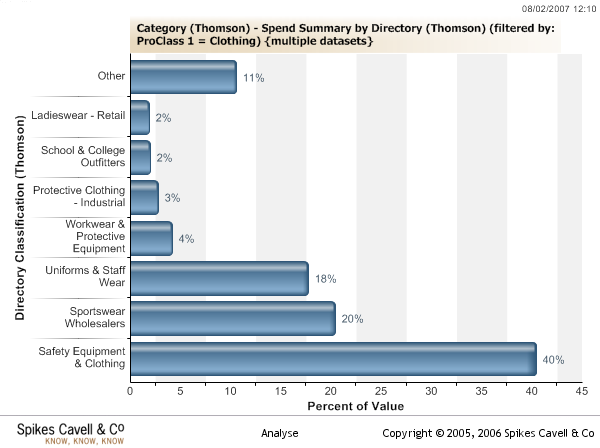 08/02/2007 12:10
Category (Thomson) - Spend Summary by Directory (Thomson) (filtered by:
ProClass 1 = Clothing) {multiple datasets}
Directory Classification (Thomson)
Other
11%
Ladieswear - Retail
2%
School & College
Outfitters
2%
Protective Clothing
- Industrial
3%
Workwear &
Protective
Equipment
4%
Uniforms & Staff
Wear
18%
Sportswear
Wholesalers
20%
Safety Equipment
& Clothing
40%
0 5 10 15 20 25 30 35 40 45
Percent of Value
Spikes Cavell & Co
KNOW, KNOW, KNOW
Analyse
Copyright © 2005, 2006 Spikes Cavell & Co